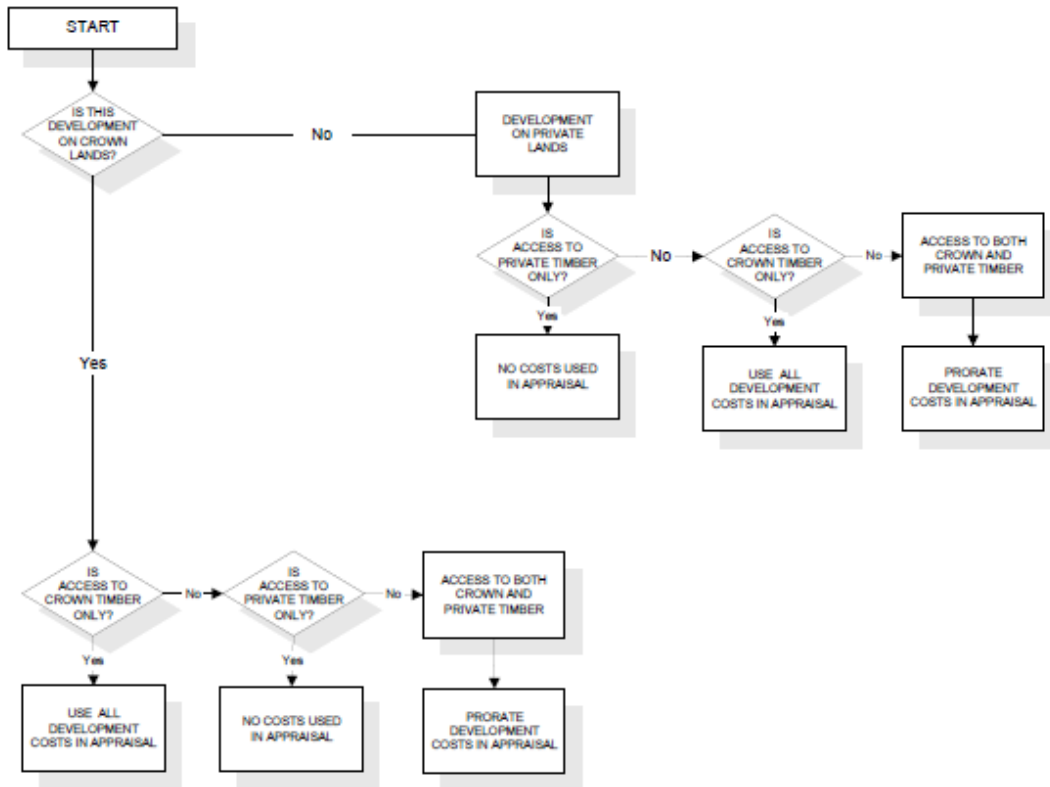 START
IS THIS
DEVELOPMENT
ON CROWN
LANDS?
No
DEVELOPMENT
ON PRIVATE
LANDS
IS
ACCESS TO
PRIVATE TIMBER
ONLY?
No
IS
ACCESS TO
CROWN TIMBER
ONLY?
No
ACCESS TO BOTH
CROWN AND
PRIVATE TIMBER
Yes
Yes
NO COSTS USED
IN APPRAISAL
USE ALL
DEVELOPMENT
COSTS IN APPRAISAL
PRORATE
DEVELOPMENT
COSTS IN APPRAISAL
Yes
IS
ACCESS TO
CROWN TIMBER
ONLY?
No
IS
ACCESS TO
PRIVATE TIMBER
ONLY?
No
ACCESS TO BOTH
CROWN AND
PRIVATE TIMBER
Yes
Yes
USE ALL
DEVELOPMENT
COSTS IN APPRAISAL
NO COSTS USED
IN APPRAISAL
PRORATE
DEVELOPMENT
COSTS IN APPRAISAL